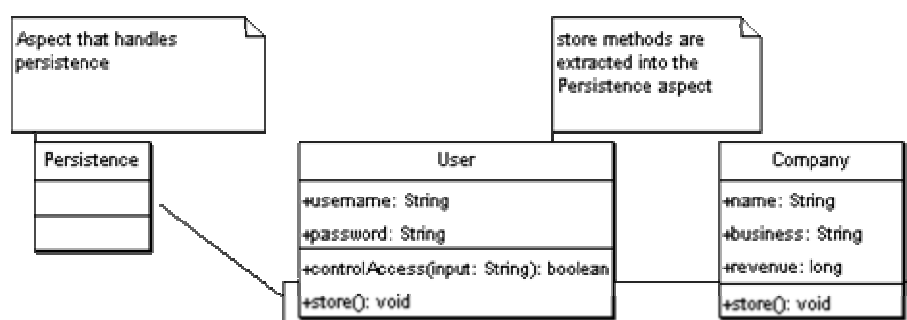 Aspect that handles
persistence
store methods are
extracted into the
Persistence aspect
Persistence
User
+username: String
+password: String
+controlAccess(input: String): boolean
+store(): void
Company
+name: String
+business: String
+revenue: long
+store(): void